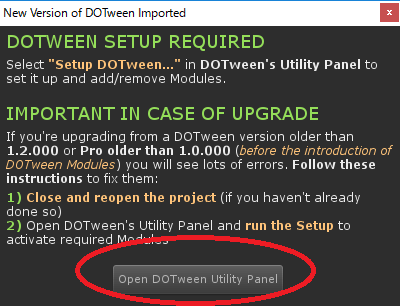 New Version of DOTween Imported
x
DOTWEEN SETUP REQUIRED
Select "Setup DOTween..." in DOTween's Utility Panel to
set it up and add/remove Modules.
IMPORTANT IN CASE OF UPGRADE
If you're upgrading from a DOTween version older than
1.2.000 or Pro older than 1.0.000 (before the introduction of
DOTween Modules) you will see lots of errors. Follow these
instructions to fix them:
1) Close and reopen the project (if you haven't already
done so)
2) Open DOTween's Utility Panel and run the Setup to
activate required Modules
Open DOTween Utility Panel